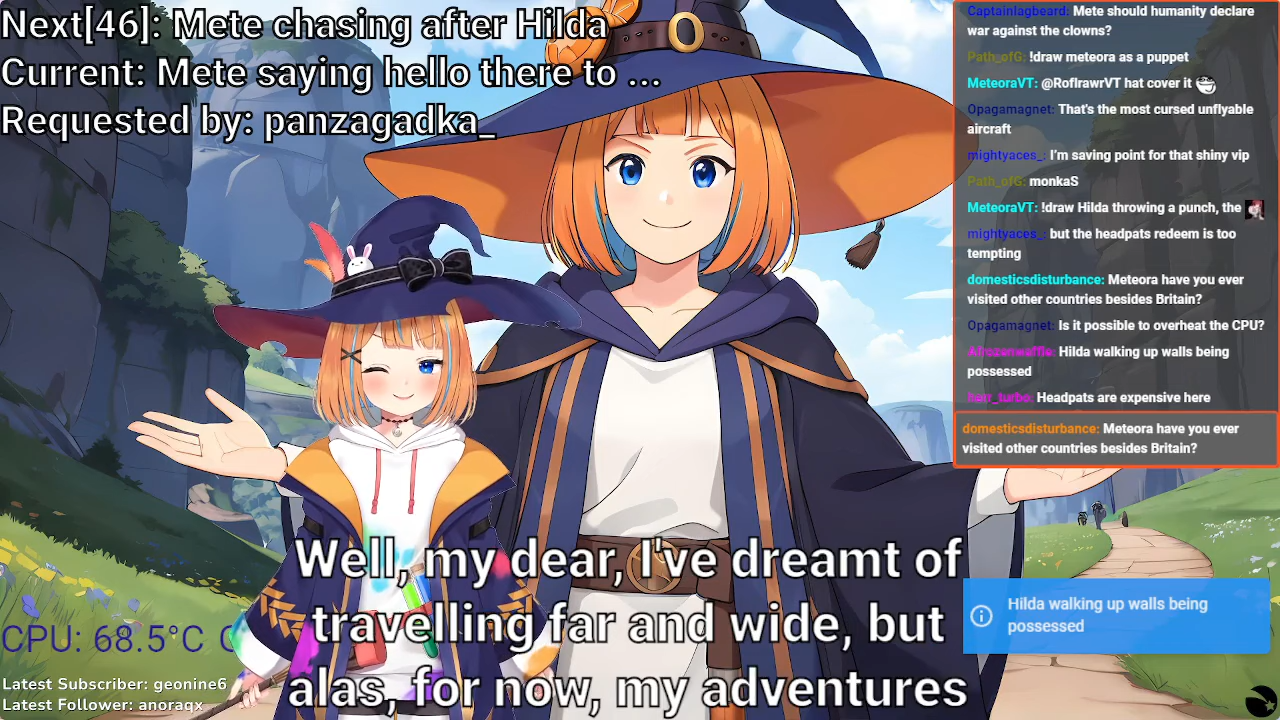 Next[46]: Mete chasing after Hilda
Current: Mete saying hello there to ...
Requested by: panzagadka_
Captainlagbeard: Mete should humanity declare
war against the clowns?
Path_ofG: !draw meteora as a puppet
MeteoraVT: @RoflrawrVT hat cover it
Opagamagnet: That's the most cursed unflyable
aircraft
mightyaces_: I'm saving point for that shiny vip
Path_ofG: monkaS
MeteoraVT: !draw Hilda throwing a punch, the
mightyaces_: but the headpats redeem is too
tempting
domesticsdisturbance: Meteora have you ever
visited other countries besides Britain?
Opagamagnet: Is it possible to overheat the CPU?
Afrozenwaffle: Hilda walking up walls being
possessed
turbo: Headpats are expensive here
domesticsdisturbance: Meteora have you ever
visited other countries besides Britain?
Well, my dear, I've dreamt of
travelling far and wide, but
alas, for now, my adventures
Hilda walking up walls being
possessed
CPU: 68.5°C
Latest Subscriber: geonine6
Latest Follower: anoraqx